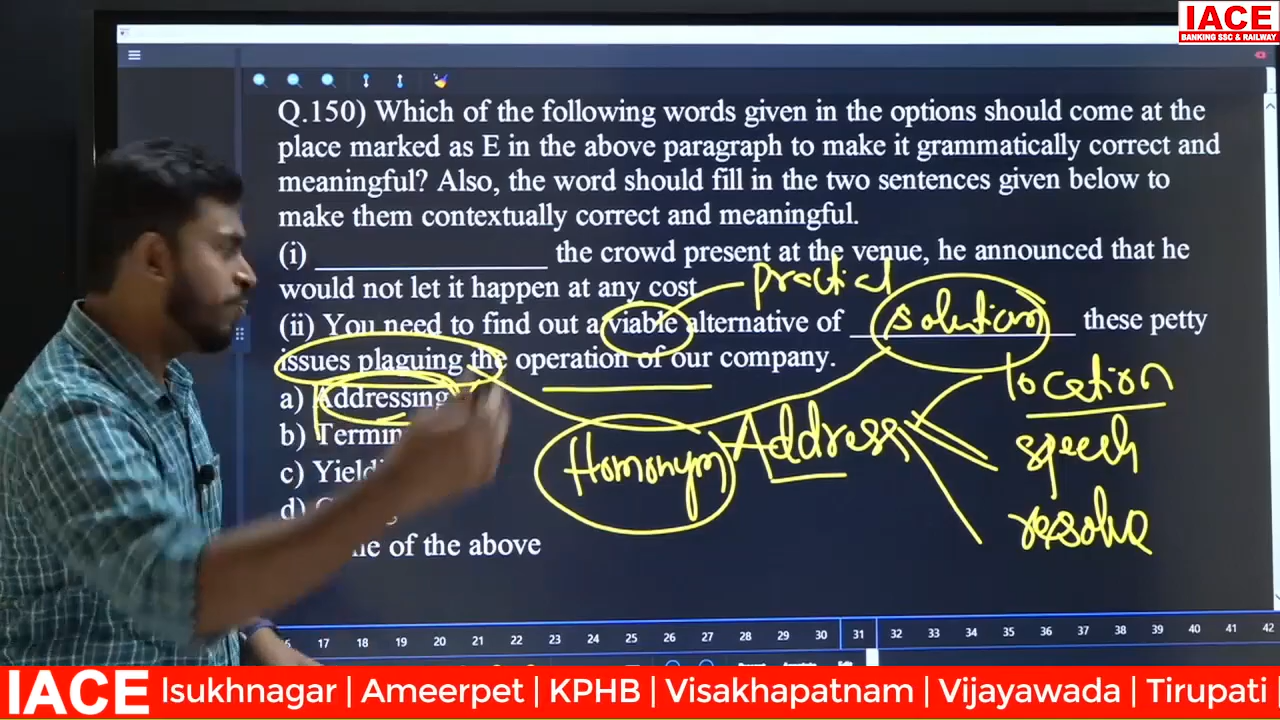 IACE
BANKING SSC & RAILWAY
Q.150) Which of the following words given in the options should come at the
place marked as E in the above paragraph to make it grammatically correct and
meaningful? Also, the word should fill in the two sentences given below to
make them contextually correct and meaningful.
(i) ______________ the crowd present at the venue, he announced that he
would not let it happen at any cost
practical
(ii) You need to find out a viable alternative of ______________ these petty
solution
issues plaguing the operation of our company.
a) Addressing
location
b) Termin
Homonym
Address
speech
c) Yieldi
d)
resolve
of the above
17 18 19 20 21 22 23 24 25 26 27 28 29 30 31 32 33 34 35 36 37 38 39 40 41 42
IACE lsukhnagar | Ameerpet | KPHB | Visakhapatnam | Vijayawada | Tirupati |